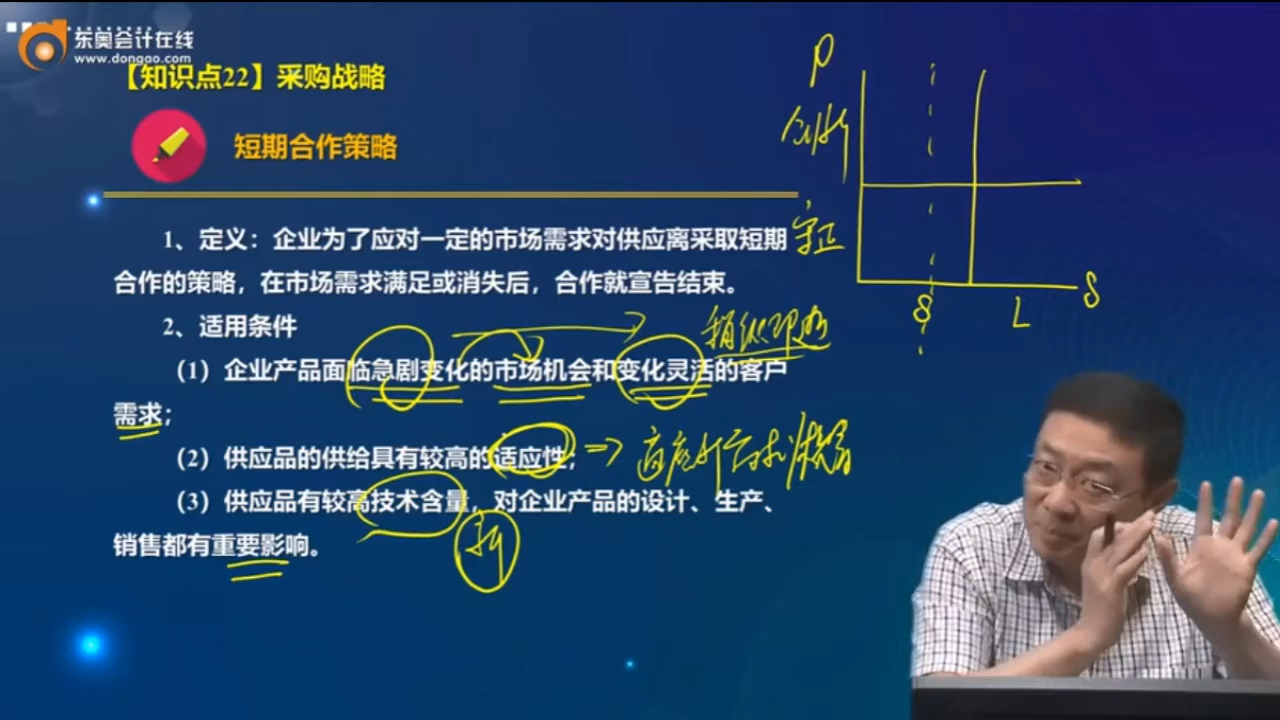 东奥会计在线
www.dongao.com
【知识点22】采购战略
短期合作策略
1、定义：企业为了应对一定的市场需求对供应离采取短期
合作的策略，在市场需求满足或消失后，合作就宣告结束。
2、适用条件
（1）企业产品面临急剧变化的市场机会和变化灵活的客户
需求；
（2）供应品的供给具有较高的适应性；
（3）供应品有较高技术含量，对企业产品的设计、生产、
销售都有重要影响。
P
创新
守正
S
L
S
新